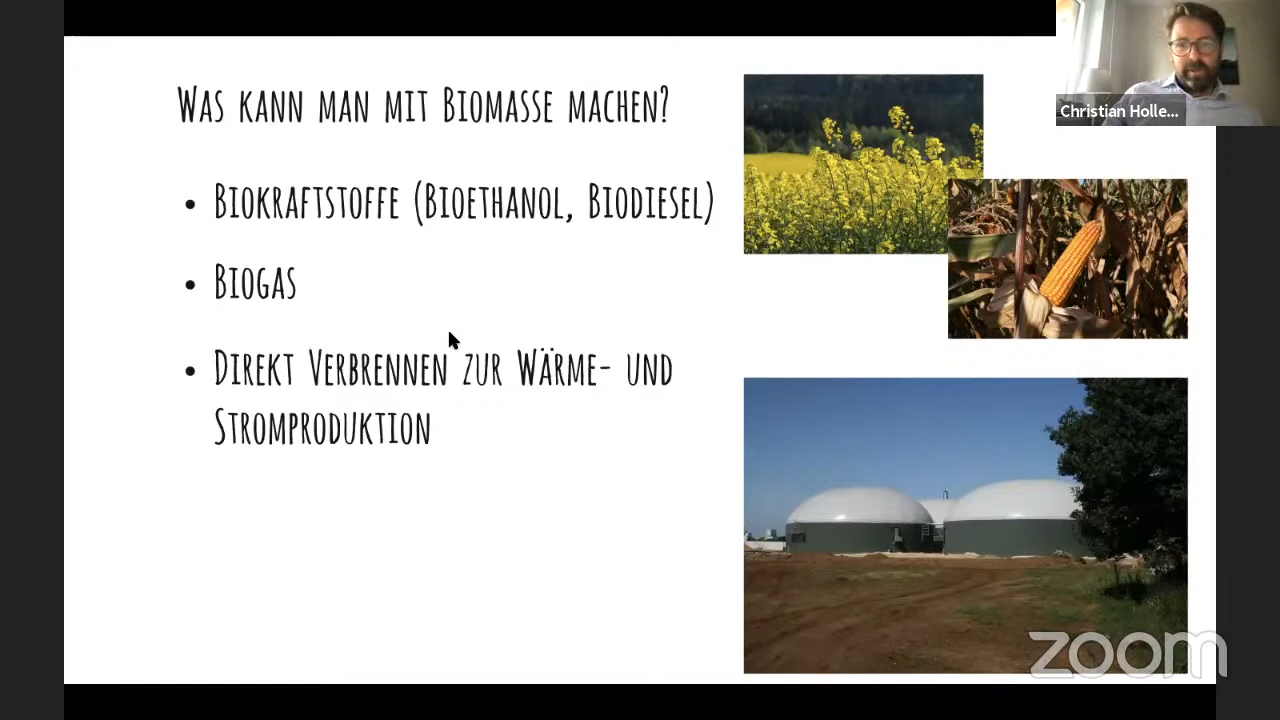 Was kann man mit Biomasse machen?
Christian Holle...
• Biokraftstoffe (Bioethanol, Biodiesel)
• Biogas
• Direkt Verbrennen zur Wärme- und
Stromproduktion
zoom